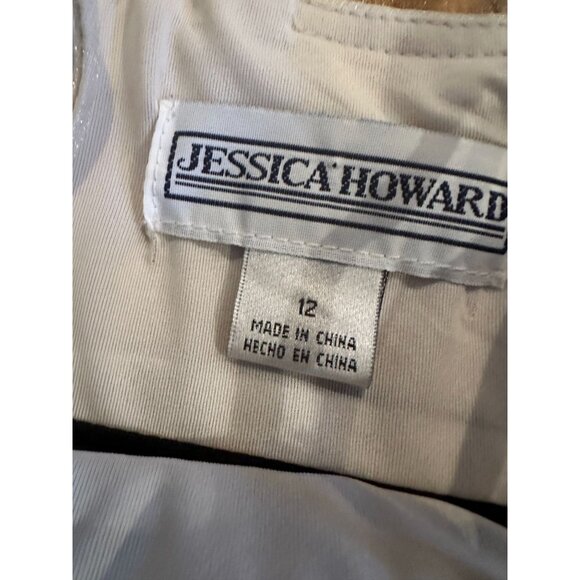 JESSICA HOWARD
12
MADE IN CHINA
HECHO EN CHINA